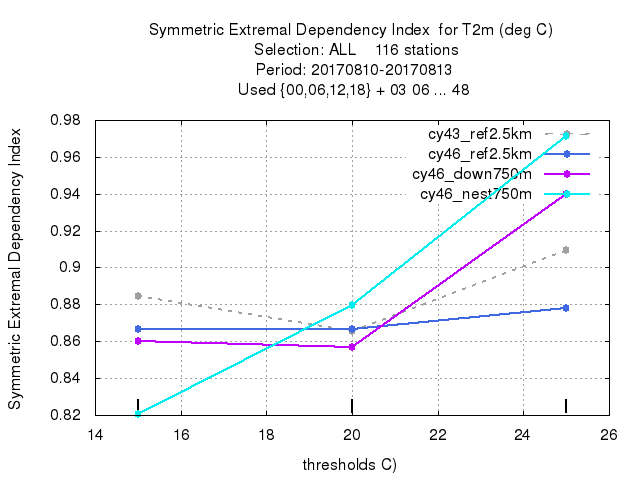 Symmetric Extremal Dependency Index for T2m (deg C)
Selection: ALL 116 stations
Period: 20170810-20170813
Used {00,06,12,18} + 03 06 ... 48
Symmetric Extremal Dependency Index
0.98
0.96
0.94
0.92
0.9
0.88
0.86
0.84
0.82
cy43_ref2.5km
cy46_ref2.5km
cy46_down750m
cy46_nest750m
14 16 18 20 22 24 26
thresholds C)